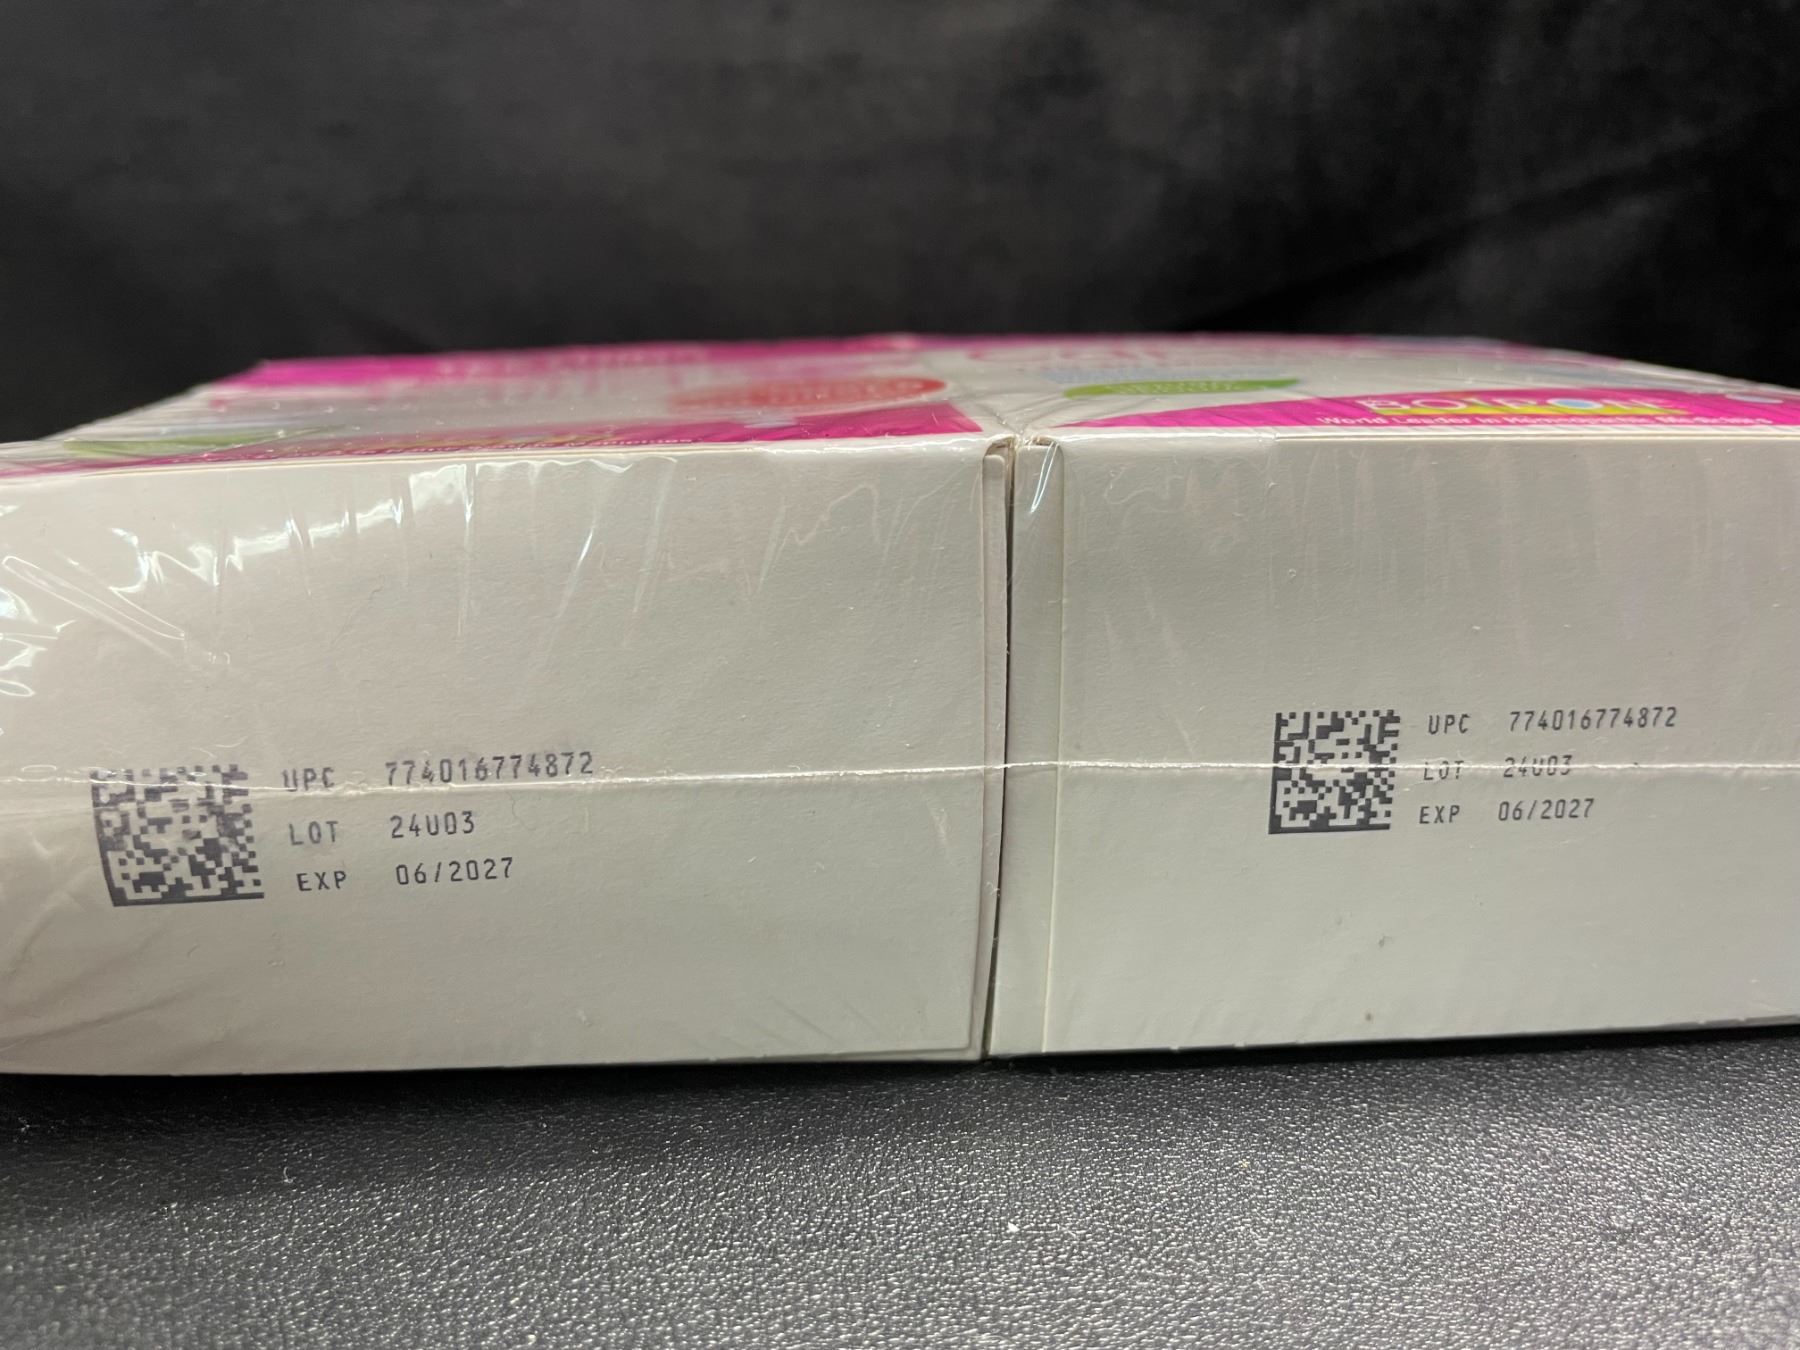 BOIRON
World Leader in Homeopathic Medicines
UPC 774016774872
LOT 24U03
EXP 06/2027
UPC 774016774872
LOT 24U03
EXP 06/2027